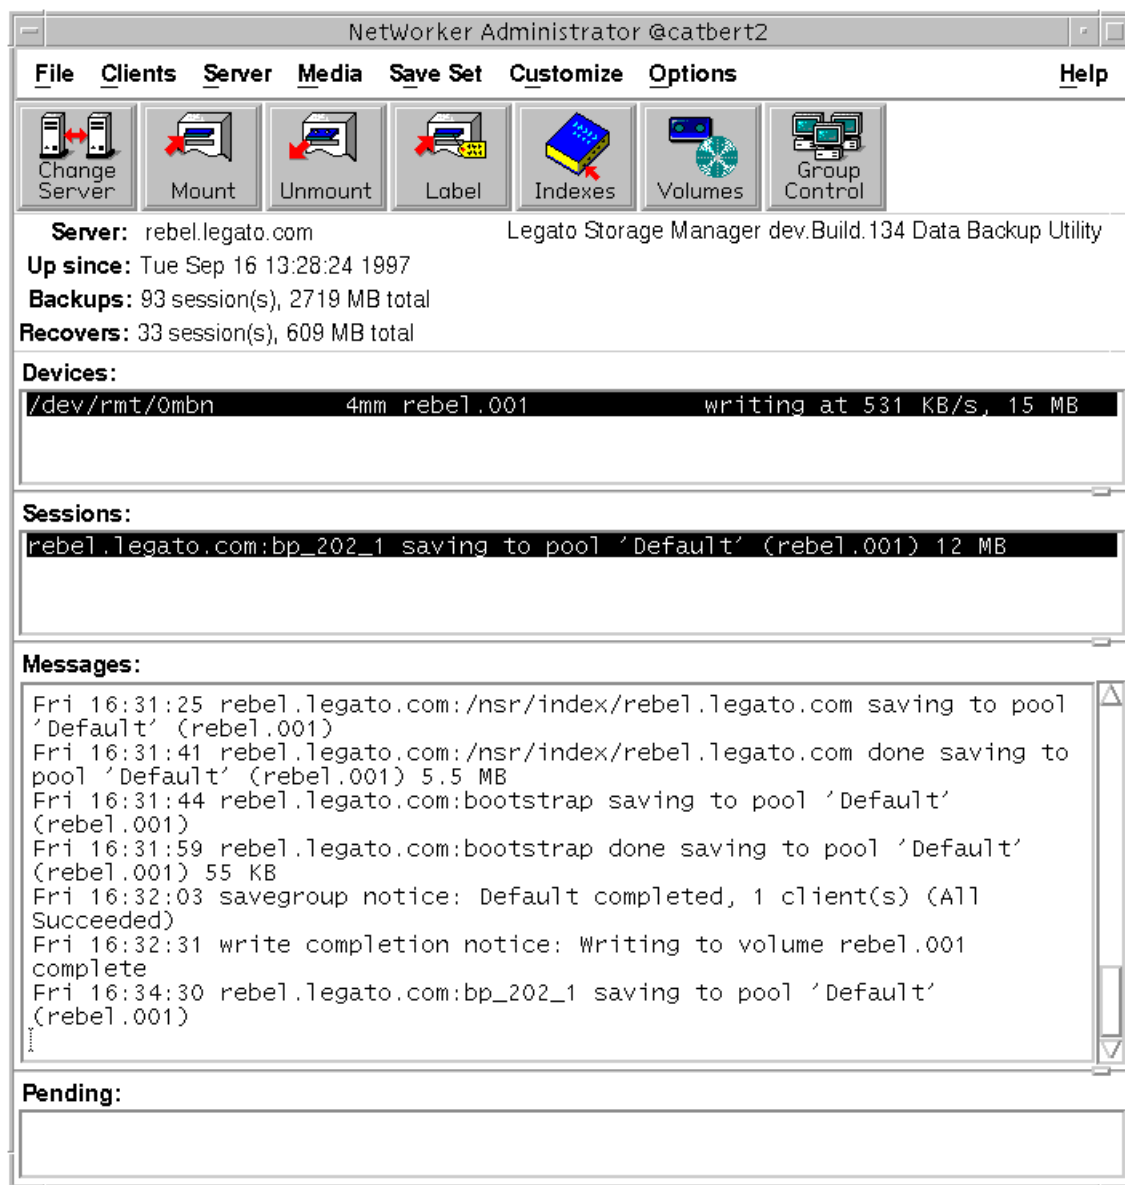 NetWorker Administrator @catbert2
File Clients Server Media Save Set Customize Options Help
Change Server Mount Unmount Label Indexes Volumes Group Control
Server: rebel.legato.com Legato Storage Manager dev.Build.134 Data Backup Utility
Up since: Tue Sep 16 13:28:24 1997
Backups: 93 session(s), 2719 MB total
Recovers: 33 session(s), 609 MB total
Devices:
/dev/rmt/0mbn 4mm rebel.001 writing at 531 KB/s, 15 MB
Sessions:
rebel.legato.com:bp_202_1 saving to pool 'Default' (rebel.001) 12 MB
Messages:
Fri 16:31:25 rebel.legato.com:/nsr/index/rebel.legato.com saving to pool
'Default' (rebel.001)
Fri 16:31:41 rebel.legato.com:/nsr/index/rebel.legato.com done saving to
pool 'Default' (rebel.001) 5.5 MB
Fri 16:31:44 rebel.legato.com:bootstrap saving to pool 'Default'
(rebel.001)
Fri 16:31:59 rebel.legato.com:bootstrap done saving to pool 'Default'
(rebel.001) 55 KB
Fri 16:32:03 savegroup notice: Default completed, 1 client(s) (All
Succeeded)
Fri 16:32:31 write completion notice: Writing to volume rebel.001
complete
Fri 16:34:30 rebel.legato.com:bp_202_1 saving to pool 'Default'
(rebel.001)
Pending: